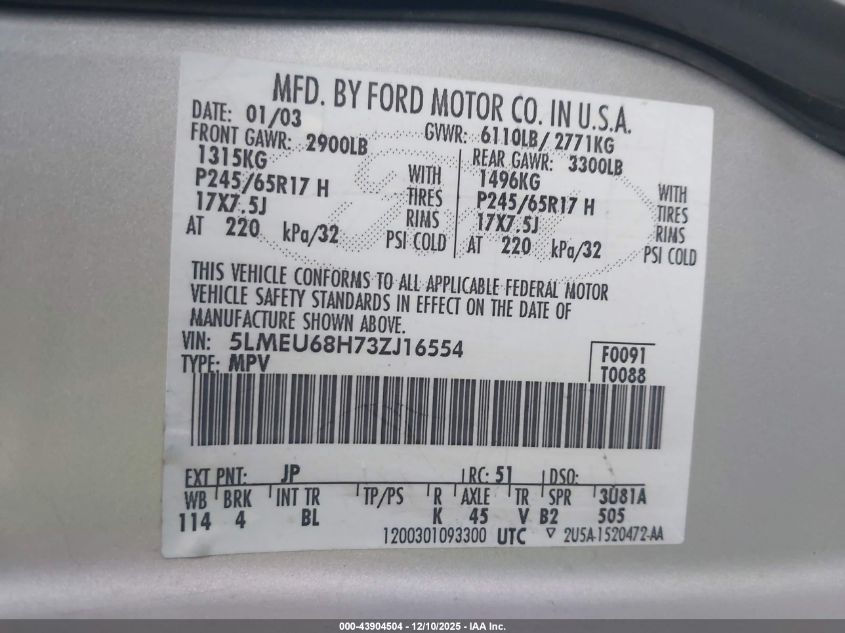 MFD. BY FORD MOTOR CO. IN U.S.A.
DATE: 01/03 GVWR: 6110LB/ 2771KG
FRONT GAWR: 2900LB REAR GAWR: 3300LB
1315KG WITH 1496KG WITH
P245/65R17 H TIRES P245/65R17 H TIRES
17X7.5J RIMS 17X7.5J RIMS
AT 220 kPa/32 PSI COLD AT 220 kPa/32 PSI COLD
THIS VEHICLE CONFORMS TO ALL APPLICABLE FEDERAL MOTOR
VEHICLE SAFETY STANDARDS IN EFFECT ON THE DATE OF
MANUFACTURE SHOWN ABOVE.
VIN: 5LMEU68H73ZJ16554 F0091
TYPE: MPV T0088
EXT PNT: JP RC: 51 DSO:
WB BRK INT TR TP/PS R AXLE TR SPR 3U81A
114 4 BL K 45 V B2 505
1200301093300 UTC ▽ 2U5A-1520472-AA
000-43904504 - 12/10/2025 - IAA Inc.